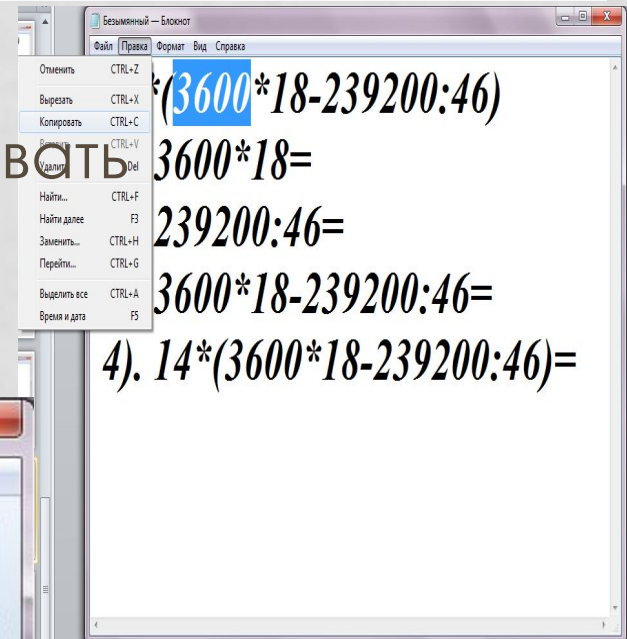 Безымянный — Блокнот
Файл Правка Формат Вид Справка
Отменить CTRL+Z
Вырезать CTRL+X
Копировать CTRL+C
Вставить CTRL+V
Удалить Del
Найти... CTRL+F
Найти далее F3
Заменить... CTRL+H
Перейти... CTRL+G
Выделить все CTRL+A
Время и дата F5
вать
*(3600*18-239200:46)
3600*18=
239200:46=
3600*18-239200:46=
4). 14*(3600*18-239200:46)=